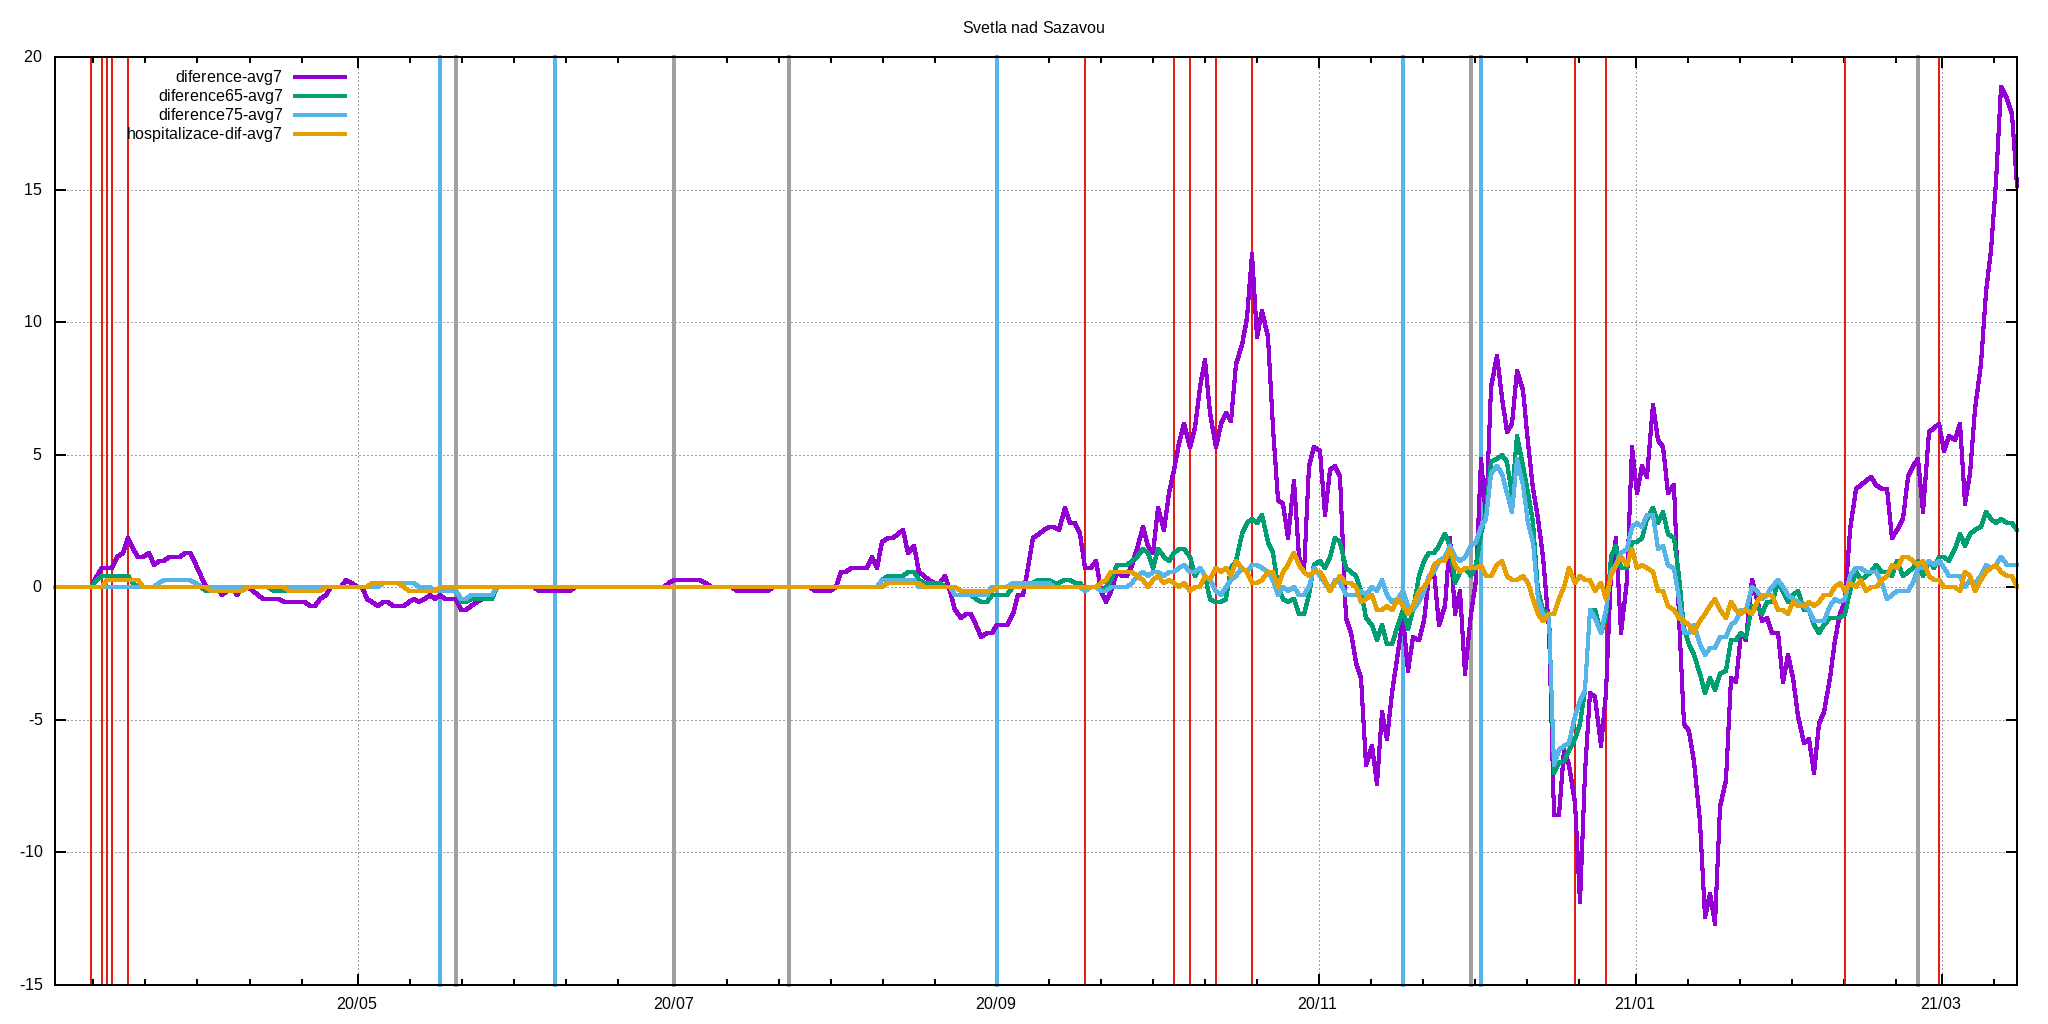 Svetla nad Sazavou
20
diference-avg7
diference65-avg7
diference75-avg7
hospitalizace-dif-avg7
15
10
5
0
-5
-10
-15
20/05 20/07 20/09 20/11 21/01 21/03